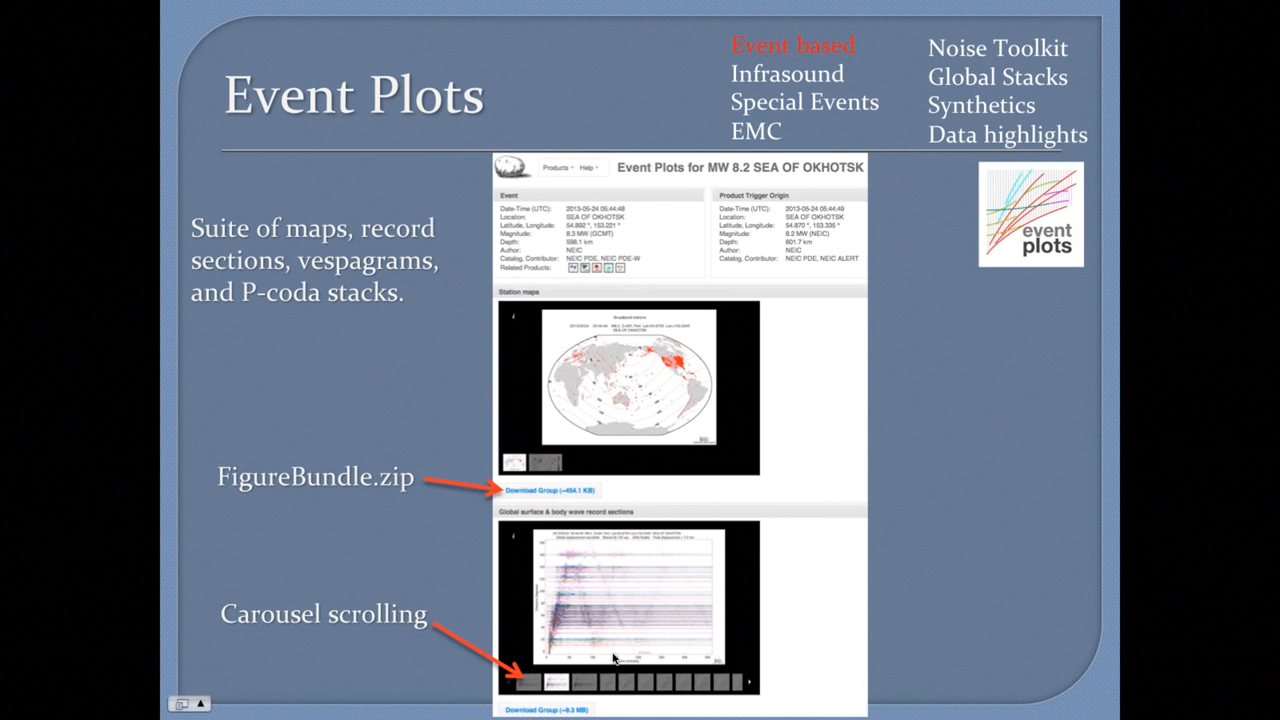 Event Plots
Event based
Infrasound
Special Events
EMC
Noise Toolkit
Global Stacks
Synthetics
Data highlights
event
plots
Suite of maps, record
sections, vespagrams,
and P-coda stacks.
FigureBundle.zip
Carousel scrolling
Products
Help
Event Plots for MW 8.2 SEA OF OKHOTSK
Event
Date-Time (UTC): 2013-05-24 05:44:48
Location: SEA OF OKHOTSK
Latitude, Longitude: 54.892 °, 153.221 °
Magnitude: 8.3 MW (GCMT)
Depth: 598.1 km
Author: NEIC
Catalog, Contributor: NEIC PDE, NEIC PDE-W
Related Products:
Product Trigger Origin
Date-Time (UTC): 2013-05-24 05:44:49
Location: SEA OF OKHOTSK
Latitude, Longitude: 54.870 °, 153.335 °
Magnitude: 8.2 MW (NEIC)
Depth: 601.7 km
Author: NEIC
Catalog, Contributor: NEIC PDE, NEIC ALERT
Station maps
Download Group (~454.1 KB)
Global surface & body wave record sections
Download Group (~9.3 MB)